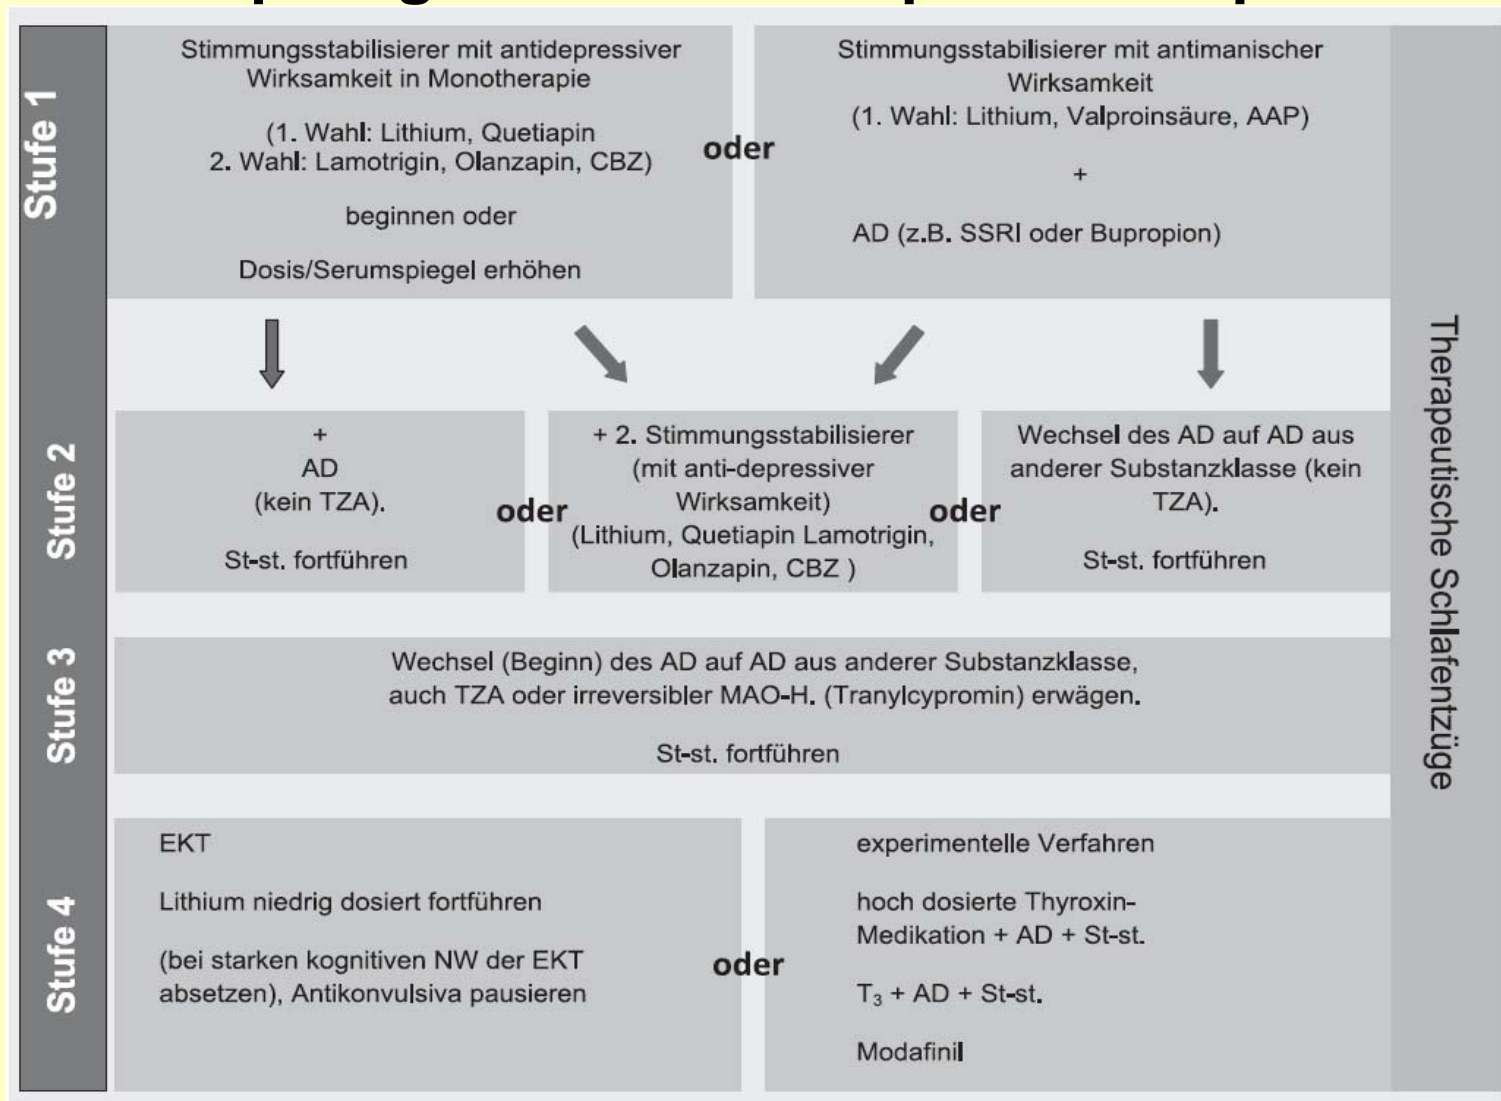 Stufe 1
Stimmungsstabilisierer mit antidepressiver
Wirksamkeit in Monotherapie
(1. Wahl: Lithium, Quetiapin
2. Wahl: Lamotrigin, Olanzapin, CBZ)
beginnen oder
Dosis/Serumspiegel erhöhen
oder
Stimmungsstabilisierer mit antimanischer
Wirksamkeit
(1. Wahl: Lithium, Valproinsäure, AAP)
+
AD (z.B. SSRI oder Bupropion)
Stufe 2
+
AD
(kein TZA).
St-st. fortführen
oder
+ 2. Stimmungsstabilisierer
(mit anti-depressiver
Wirksamkeit)
(Lithium, Quetiapin Lamotrigin,
Olanzapin, CBZ )
oder
Wechsel des AD auf AD aus
anderer Substanzklasse (kein
TZA).
St-st. fortführen
Stufe 3
Wechsel (Beginn) des AD auf AD aus anderer Substanzklasse,
auch TZA oder irreversibler MAO-H. (Tranylcypromin) erwägen.
St-st. fortführen
Stufe 4
EKT
Lithium niedrig dosiert fortführen
(bei starken kognitiven NW der EKT
absetzen), Antikonvulsiva pausieren
oder
experimentelle Verfahren
hoch dosierte Thyroxin-
Medikation + AD + St-st.
T₃ + AD + St-st.
Modafinil
Therapeutische Schlafentzüge